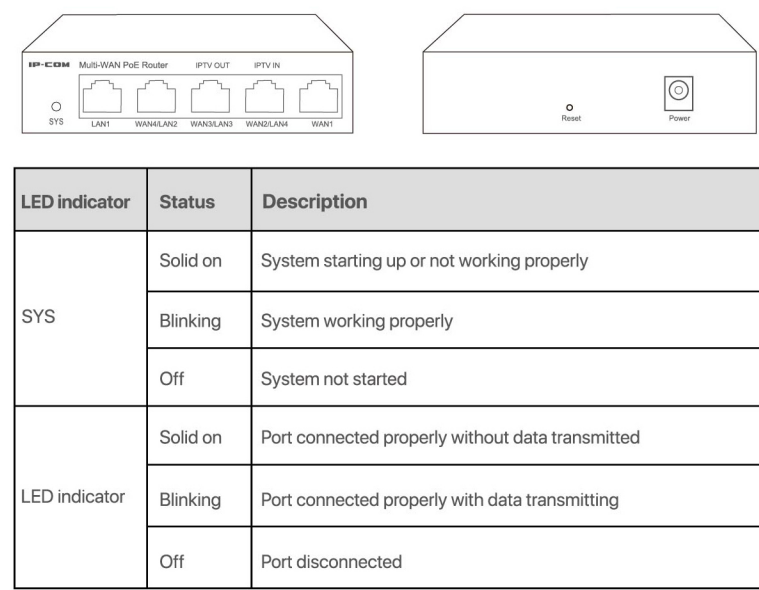 IP-COM Multi-WAN PoE Router IPTV OUT IPTV IN
SYS LAN1 WAN4/LAN2 WAN3/LAN3 WAN2/LAN4 WAN1
Reset Power
LED indicator Status Description
SYS
Solid on System starting up or not working properly
Blinking System working properly
Off System not started
LED indicator
Solid on Port connected properly without data transmitted
Blinking Port connected properly with data transmitting
Off Port disconnected